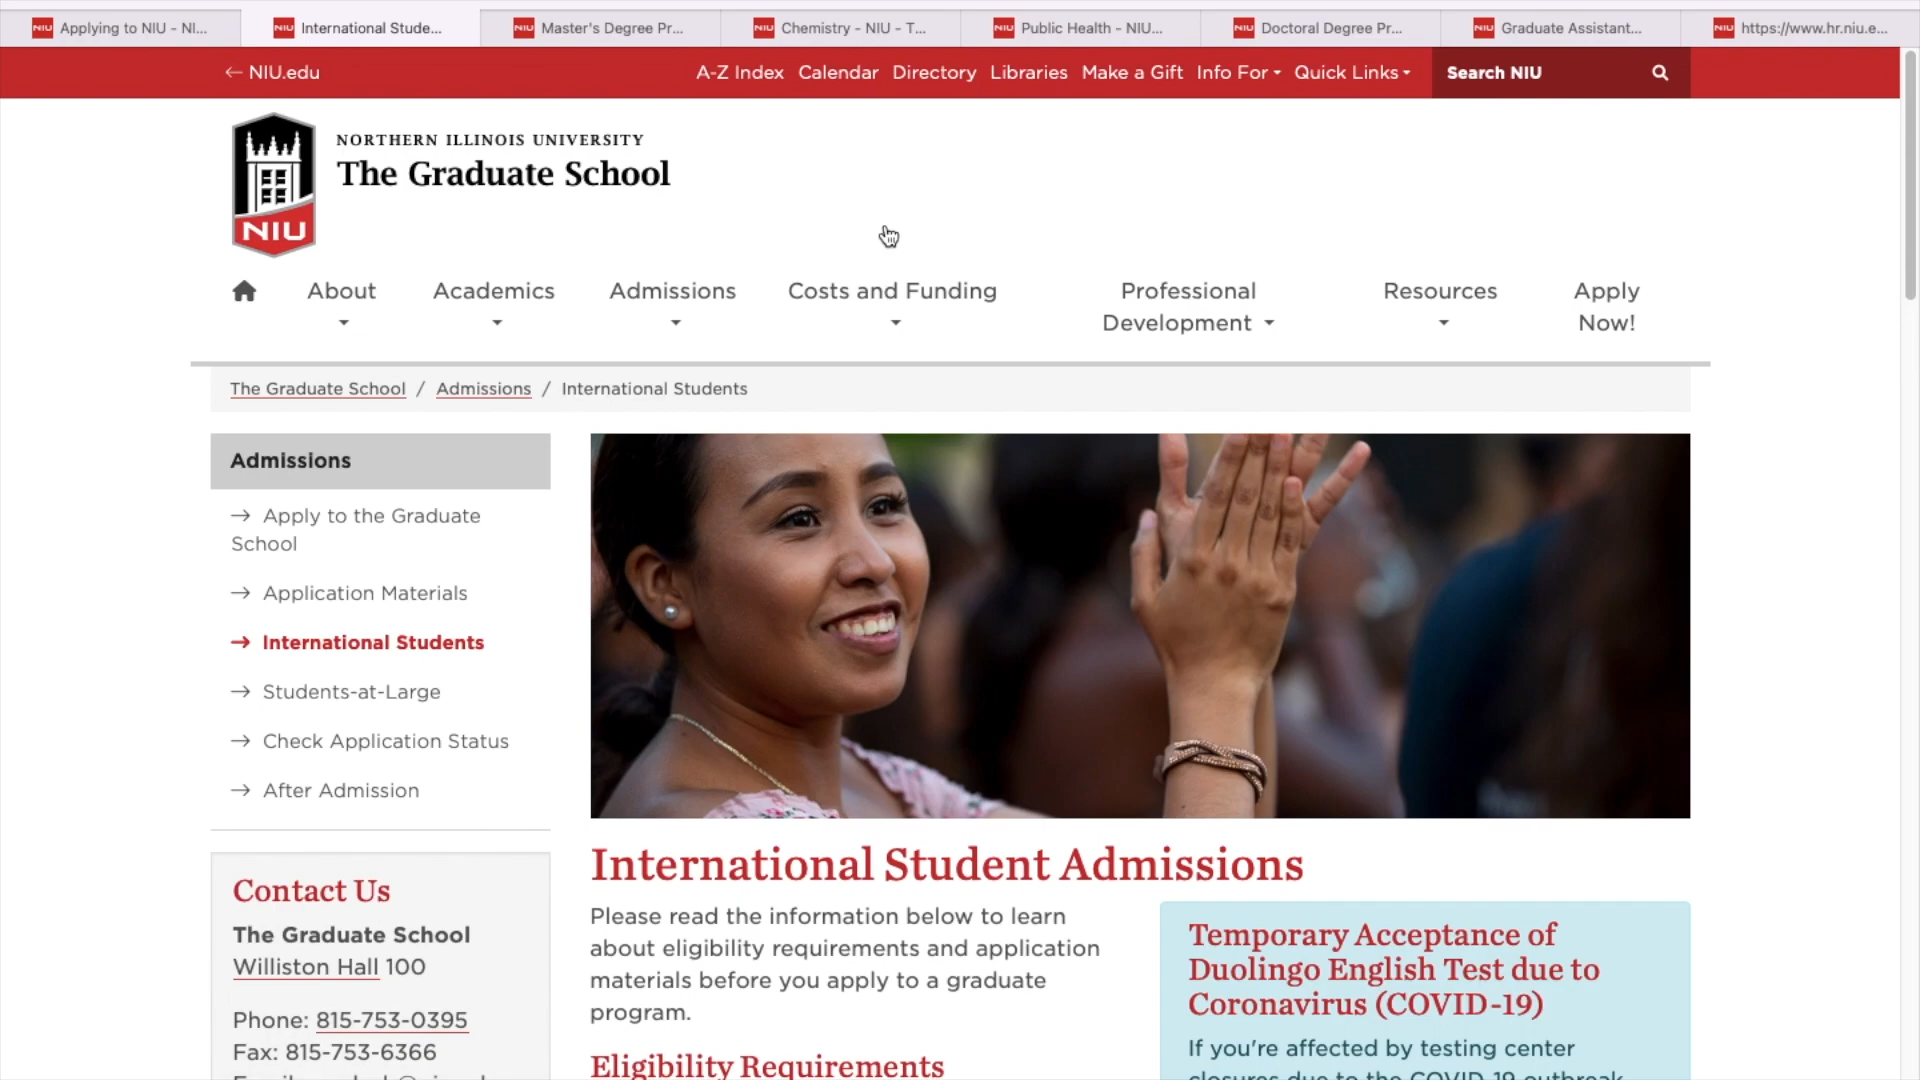 Applying to NIU - NI...
International Stude...
Master's Degree Pr...
Chemistry - NIU - T...
Public Health - NIU...
Doctoral Degree Pr...
Graduate Assistant...
https://www.hr.niu.e...
← NIU.edu
A-Z Index Calendar Directory Libraries Make a Gift Info For Quick Links
Search NIU
NORTHERN ILLINOIS UNIVERSITY
The Graduate School
NIU
About
Academics
Admissions
Costs and Funding
Professional
Development
Resources
Apply
Now!
The Graduate School / Admissions / International Students
Admissions
→ Apply to the Graduate
School
→ Application Materials
→ International Students
→ Students-at-Large
→ Check Application Status
→ After Admission
Contact Us
The Graduate School
Williston Hall 100
Phone: 815-753-0395
Fax: 815-753-6366
International Student Admissions
Please read the information below to learn
about eligibility requirements and application
materials before you apply to a graduate
program.
Eligibility Requirements
Temporary Acceptance of
Duolingo English Test due to
Coronavirus (COVID-19)
If you're affected by testing center
closures due to the COVID-19 outbreak